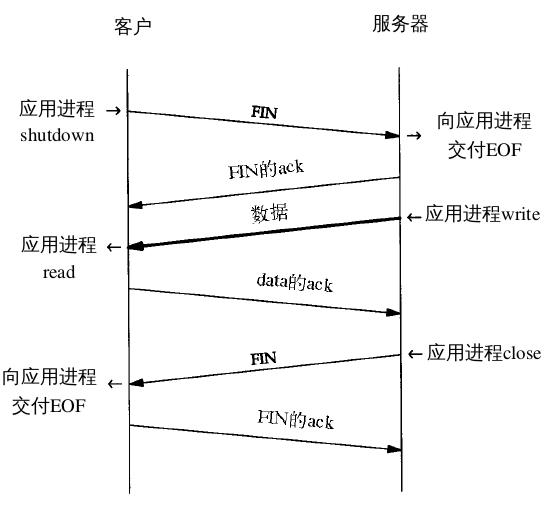 客户
服务器
应用进程
shutdown
FIN
向应用进程
交付EOF
FIN的ack
数据
应用进程write
应用进程
read
data的ack
FIN
应用进程close
向应用进程
交付EOF
FIN的ack